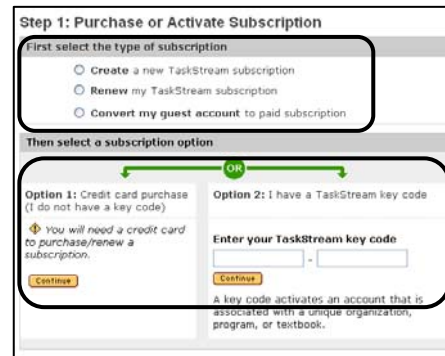 Step 1: Purchase or Activate Subscription
First select the type of subscription
Create a new TaskStream subscription
Renew my TaskStream subscription
Convert my guest account to paid subscription
Then select a subscription option
OR
Option 1: Credit card purchase
(I do not have a key code)
You will need a credit card
to purchase/renew a
subscription.
Continue
Option 2: I have a TaskStream key code
Enter your TaskStream key code
-
Continue
A key code activates an account that is
associated with a unique organization,
program, or textbook.